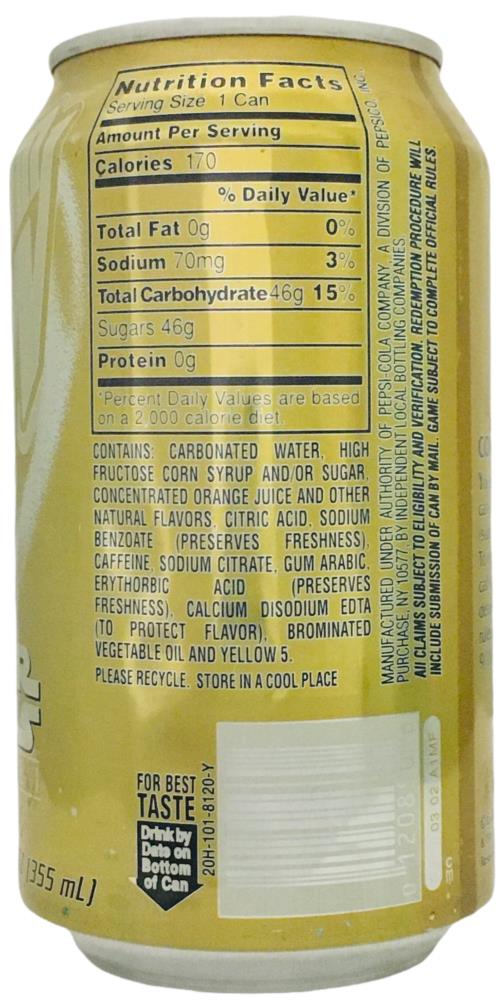 Nutrition Facts
Serving Size 1 Can
Amount Per Serving
Calories 170
% Daily Value*
Total Fat 0g 0%
Sodium 70mg 3%
Total Carbohydrate 46g 15%
Sugars 46g
Protein 0g
*Percent Daily Values are based
on a 2,000 calorie diet.
CONTAINS: CARBONATED WATER, HIGH
FRUCTOSE CORN SYRUP AND/OR SUGAR,
CONCENTRATED ORANGE JUICE AND OTHER
NATURAL FLAVORS, CITRIC ACID, SODIUM
BENZOATE (PRESERVES FRESHNESS),
CAFFEINE, SODIUM CITRATE, GUM ARABIC,
ERYTHORBIC ACID (PRESERVES
FRESHNESS), CALCIUM DISODIUM EDTA
(TO PROTECT FLAVOR), BROMINATED
VEGETABLE OIL AND YELLOW 5.
PLEASE RECYCLE. STORE IN A COOL PLACE
MANUFACTURED UNDER AUTHORITY OF PEPSI-COLA COMPANY, A DIVISION OF PEPSICO, INC.,
PURCHASE, NY 10577, BY INDEPENDENT LOCAL BOTTLING COMPANIES.
All CLAIMS SUBJECT TO ELIGIBILITY AND VERIFICATION. REDEMPTION PROCEDURE WILL
INCLUDE SUBMISSION OF CAN BY MAIL. GAME SUBJECT TO COMPLETE OFFICIAL RULES.
FOR BEST
TASTE
Drink by
Date on
Bottom
of Can
20H-101-8120-Y
0 1208
03 02 A1MF
(355 mL)